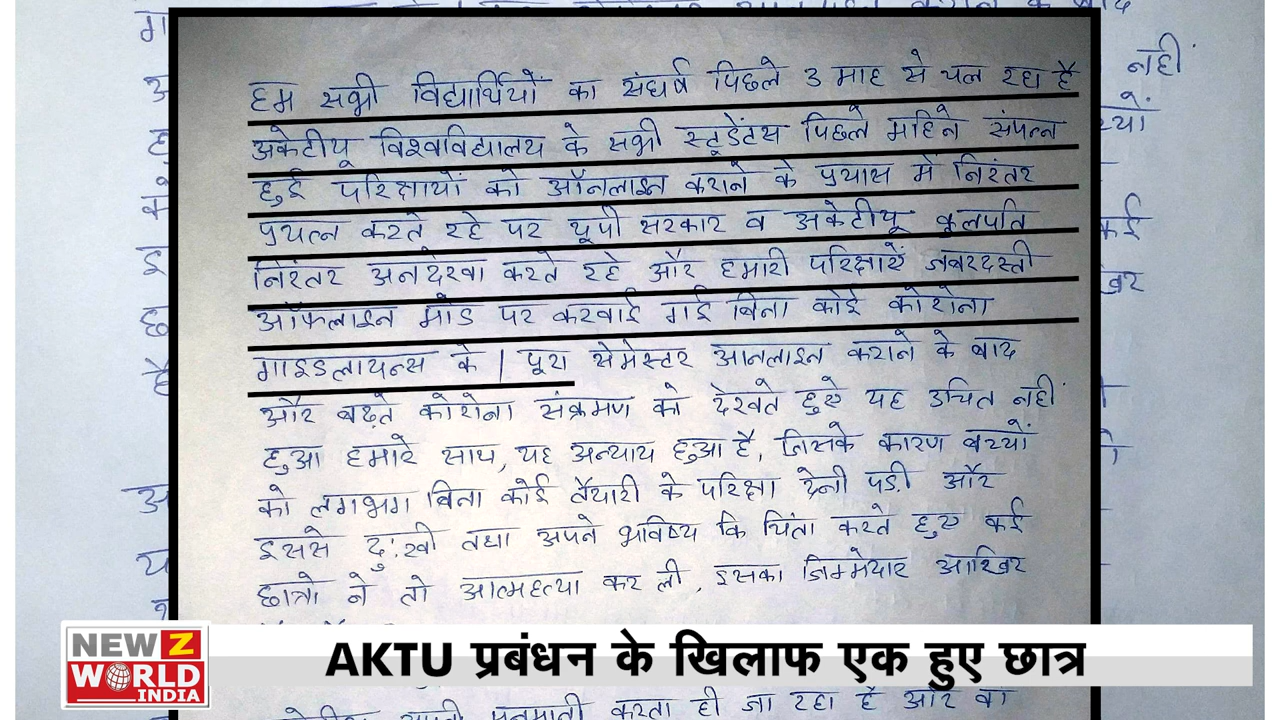 हम सभी विद्यार्थियों का संघर्ष पिछले 3 माह से चल रहा है
अकेटीयू विश्वविद्यालय के सभी स्टूडेंटस पिछले महिने संपन्न
हुई परिक्षायों को ऑनलाइन कराने के प्रयास में निरंतर
प्रयत्न करते रहे पर यूपी सरकार व अकेटीयू कूलपति
निरंतर अनदेखा करते रहे और हमारी परिक्षाऐं जबरदस्ती
ऑफलाइन मोड पर करवाई गई बिना कोई कोरोना
गाइडलायन्स के | पूरा सेमेस्टर आनलाइन कराने के बाद
और बढ़ते कोरोना संक्रमण को देखते हुऐ यह उचित नहीं
हुआ हमारे साथ, यह अन्याय हुआ है, जिसके कारण बच्चों
को लगभग बिना कोई तैयारी के परिक्षा देनी पड़ी और
इससे दु:खी तथा अपने भविष्य कि चिंता करते हुए कई
छात्रो ने तो आत्महत्या कर ली, इसका जिम्मेदार आखिर
NEWZ
WORLD
INDIA
AKTU प्रबंधन के खिलाफ एक हुए छात्र
करता ही जा रहा है और वो